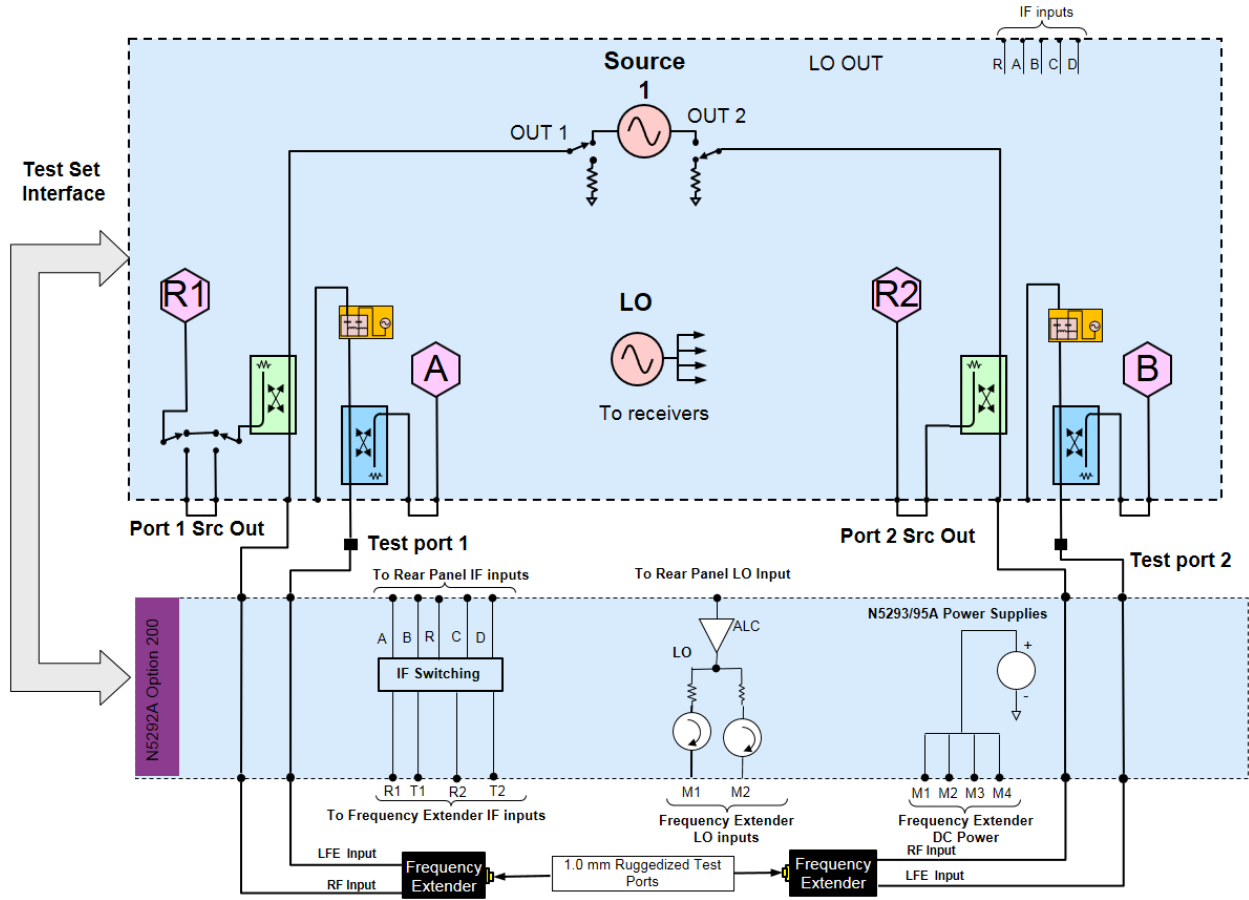 IF inputs
Source
1
LO OUT
R A B C D
OUT 1
OUT 2
Test Set
Interface
R1
A
LO
To receivers
R2
B
Port 1 Src Out
Test port 1
Port 2 Src Out
Test port 2
To Rear Panel IF inputs
To Rear Panel LO Input
N5293/95A Power Supplies
A B R C D
IF Switching
ALC
LO
+
-
N5292A Option 200
R1 T1 R2 T2
To Frequency Extender IF inputs
M1 M2
Frequency Extender
LO inputs
M1 M2 M3 M4
Frequency Extender
DC Power
LFE Input
RF Input
Frequency
Extender
1.0 mm Ruggedized Test
Ports
Frequency
Extender
RF Input
LFE Input